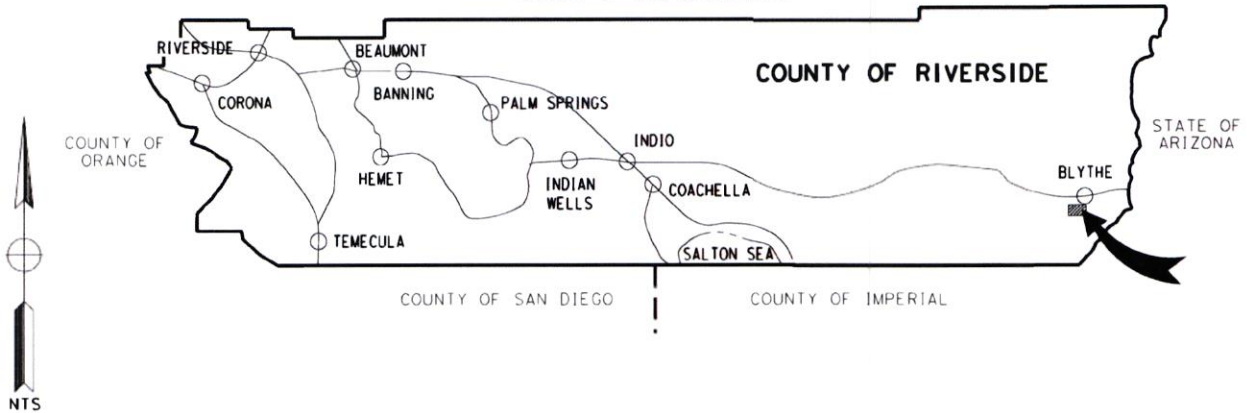 RIVERSIDE
BEAUMONT
COUNTY OF RIVERSIDE
CORONA
BANNING
PALM SPRINGS
COUNTY OF
ORANGE
STATE OF
ARIZONA
INDIO
HEMET
INDIAN
WELLS
COACHELLA
BLYTHE
TEMECULA
SALTON SEA
COUNTY OF SAN DIEGO
COUNTY OF IMPERIAL
NTS